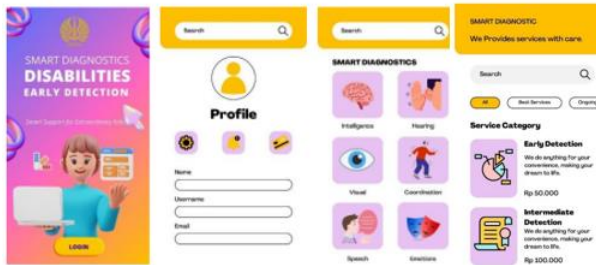 SMART DIAGNOSTICS
DISABILITIES
EARLY DETECTION
LOGIN
Search
Profile
Name
Username
Email
Search
SMART DIAGNOSTICS
Intelligence
Hearing
Visual
Coordination
Speech
Emotions
SMART DIAGNOSTIC
We Provides services with care.
Search
All
Best Services
Ongoing
Service Category
Early Detection
We do anything for your
convenience, making your
dream to life.
Rp 50.000
Intermediate
Detection
We do anything for your
convenience, making your
dream to life.
Rp 100.000